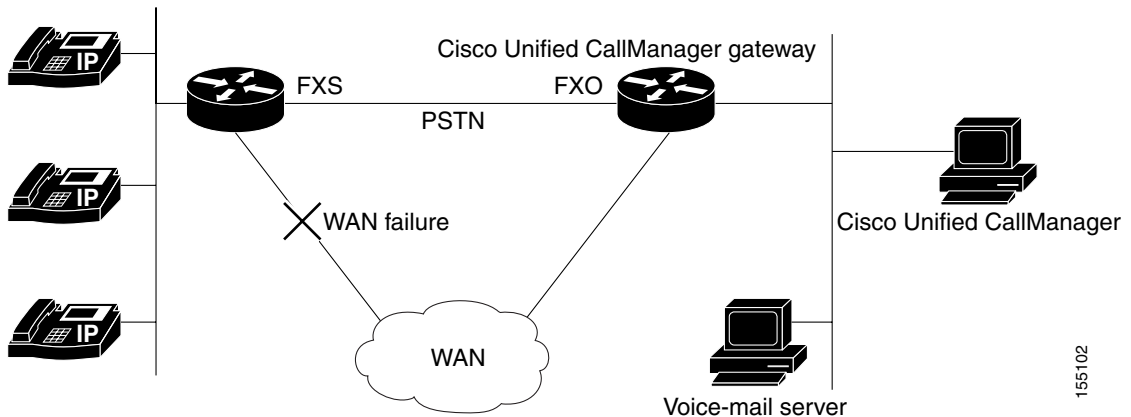 IP
Cisco Unified CallManager gateway
FXS
FXO
PSTN
IP
WAN failure
Cisco Unified CallManager
IP
WAN
Voice-mail server
155102